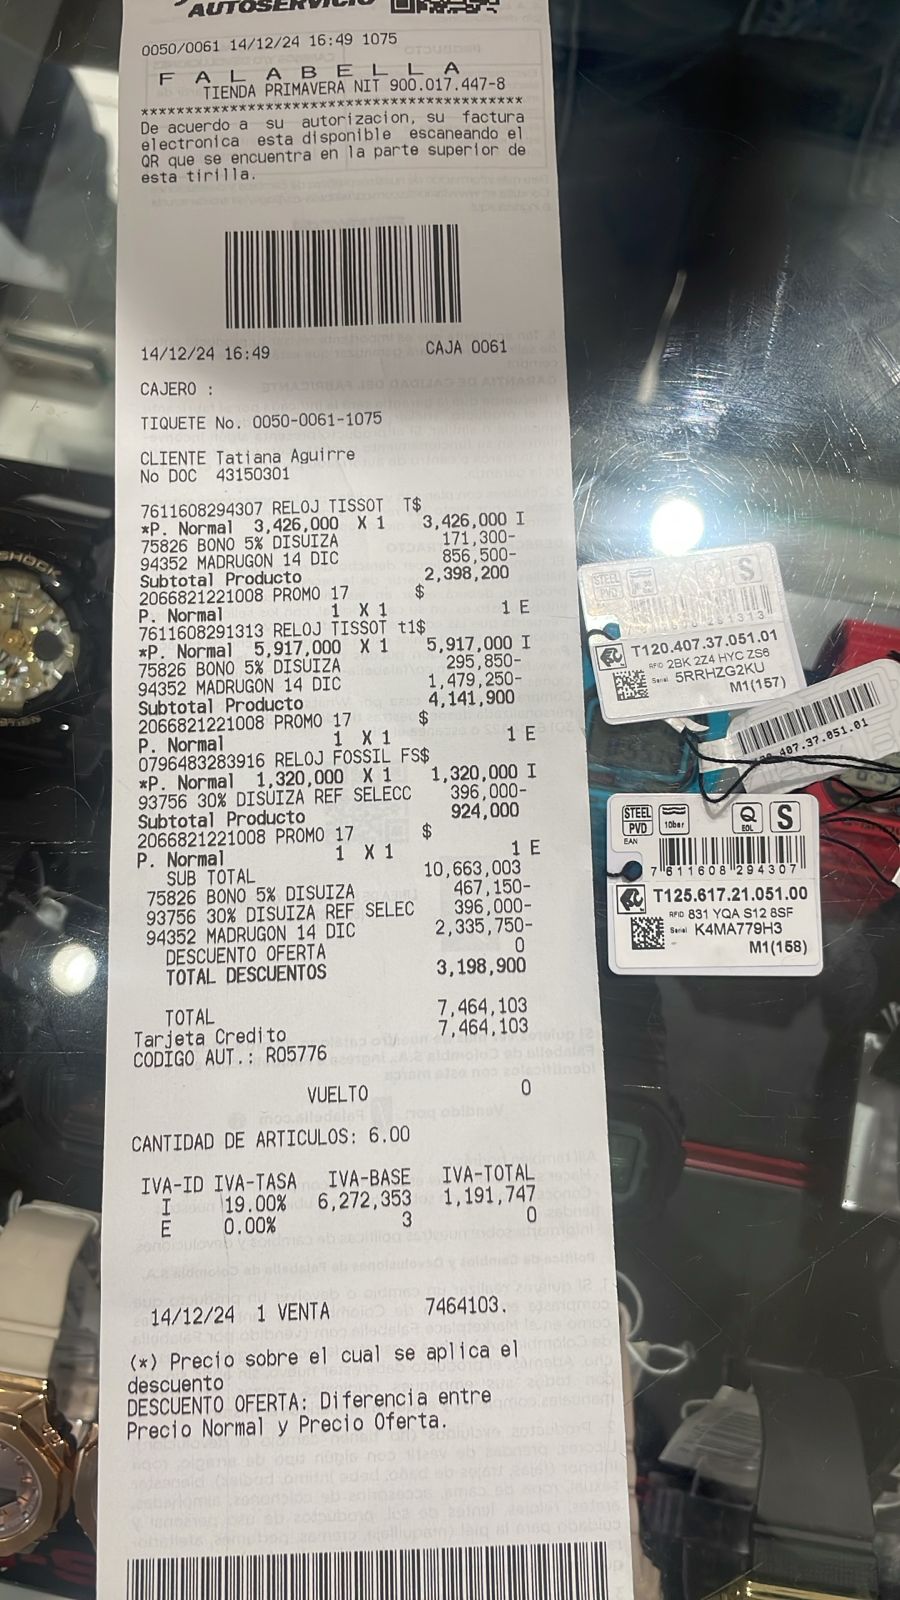 AUTOSERVICIO
0050/0061 14/12/24 16:49 1075
F A L A B E L L A
TIENDA PRIMAVERA NIT 900.017.447-8
****************************************
De acuerdo a su autorizacion, su factura
electronica esta disponible escaneando el
QR que se encuentra en la parte superior de
esta tirilla.
14/12/24 16:49 CAJA 0061
CAJERO :
TIQUETE No. 0050-0061-1075
CLIENTE Tatiana Aguirre
No DOC 43150301
7611608294307 RELOJ TISSOT T$
*P. Normal 3,426,000 X 1 3,426,000 I
75826 BONO 5% DISUIZA 171,300-
94352 MADRUGON 14 DIC 856,500-
Subtotal Producto 2,398,200
2066821221008 PROMO 17 $
P. Normal 1 X 1 1 E
7611608291313 RELOJ TISSOT t1$
*P. Normal 5,917,000 X 1 5,917,000 I
75826 BONO 5% DISUIZA 295,850-
94352 MADRUGON 14 DIC 1,479,250-
Subtotal Producto 4,141,900
2066821221008 PROMO 17 $
P. Normal 1 X 1 1 E
0796483283916 RELOJ FOSSIL FS$
*P. Normal 1,320,000 X 1 1,320,000 I
93756 30% DISUIZA REF SELECC 396,000-
Subtotal Producto 924,000
2066821221008 PROMO 17 $
P. Normal 1 X 1 1 E
SUB TOTAL 10,663,003
75826 BONO 5% DISUIZA 467,150-
93756 30% DISUIZA REF SELEC 396,000-
94352 MADRUGON 14 DIC 2,335,750-
DESCUENTO OFERTA 0
TOTAL DESCUENTOS 3,198,900
TOTAL 7,464,103
Tarjeta Credito 7,464,103
CODIGO AUT.: RO5776
VUELTO 0
CANTIDAD DE ARTICULOS: 6.00
IVA-ID IVA-TASA IVA-BASE IVA-TOTAL
I 19.00% 6,272,353 1,191,747
E 0.00% 3 0
14/12/24 1 VENTA 7464103.
(*) Precio sobre el cual se aplica el
descuento
DESCUENTO OFERTA: Diferencia entre
Precio Normal y Precio Oferta.
STEEL
PVD
S
T120.407.37.051.01
RFID 2BK 2Z4 HYC ZS6
Serial 5RRHZG2KU
M1(157)
407.37.051.01
STEEL
PVD
10bar
Q
EOL
S
EAN
7 611608 294307
T125.617.21.051.00
RFID 831 YQA S12 8SF
Serial K4MA779H3
M1(158)